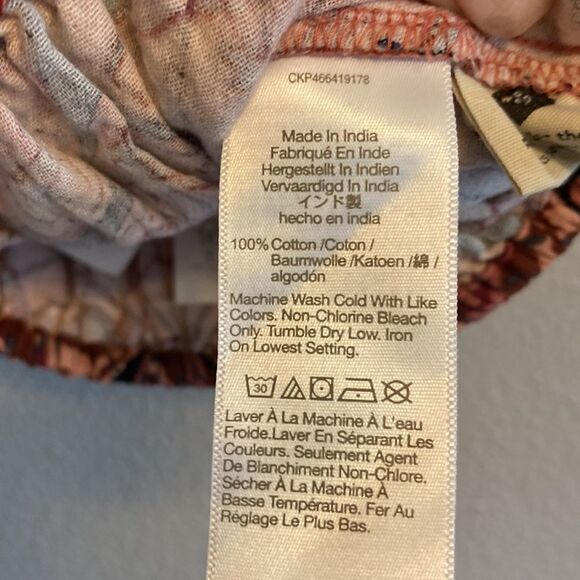 CKP466419178
Made In India
Fabriqué En Inde
Hergestellt In Indien
Vervaardigd In India
インド製
hecho en india
100% Cotton /Coton /
Baumwolle /Katoen /綿 /
algodón
Machine Wash Cold With Like
Colors. Non-Chlorine Bleach
Only. Tumble Dry Low. Iron
On Lowest Setting.
30
Laver À La Machine À L'eau
Froide.Laver En Séparant Les
Couleurs. Seulement Agent
De Blanchiment Non-Chlore.
Sécher À La Machine À
Basse Température. Fer Au
Réglage Le Plus Bas.